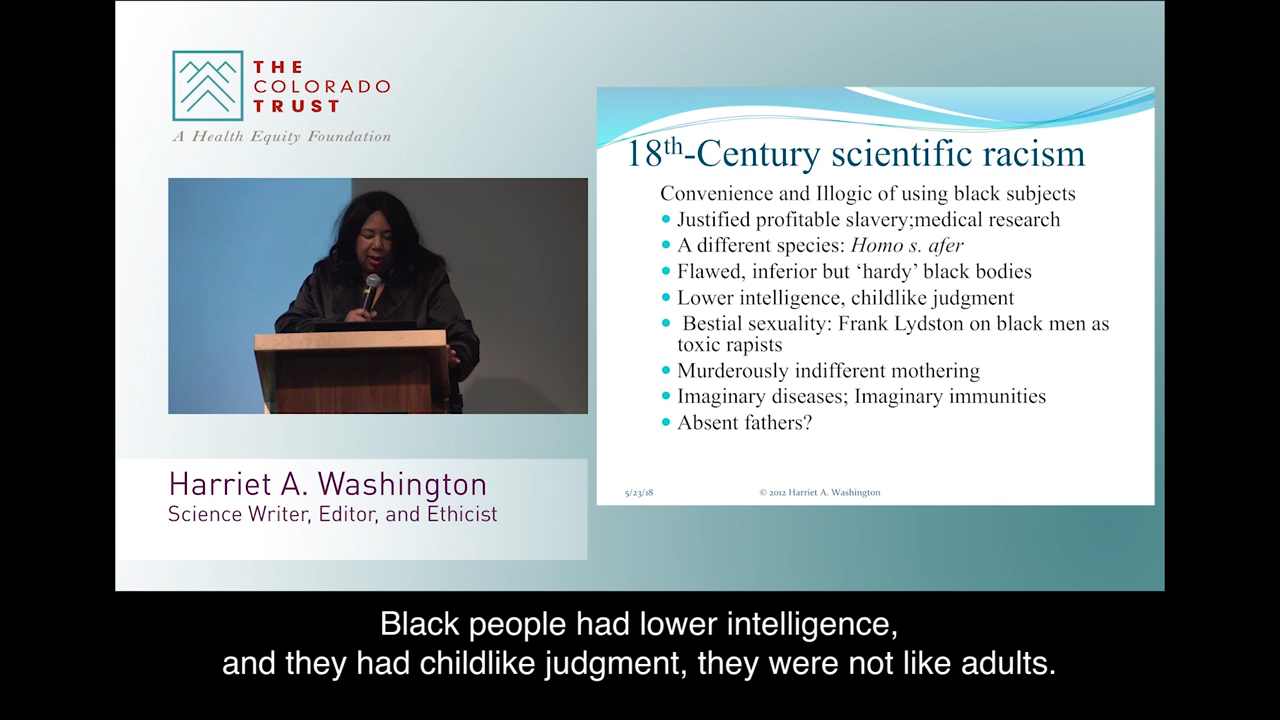 THE
COLORADO
TRUST
A Health Equity Foundation
18th-Century scientific racism
Convenience and Illogic of using black subjects
• Justified profitable slavery;medical research
• A different species: Homo s. afer
• Flawed, inferior but ‘hardy’ black bodies
• Lower intelligence, childlike judgment
• Bestial sexuality: Frank Lydston on black men as
toxic rapists
• Murderously indifferent mothering
• Imaginary diseases; Imaginary immunities
• Absent fathers?
5/23/18
© 2012 Harriet A. Washington
Harriet A. Washington
Science Writer, Editor, and Ethicist
Black people had lower intelligence,
and they had childlike judgment, they were not like adults.